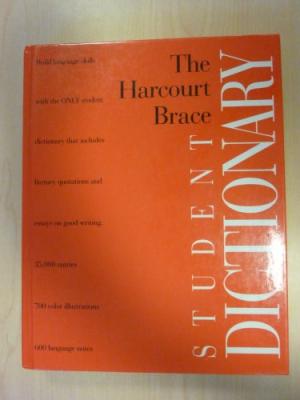 Build language skills
with the ONLY student
dictionary that includes
literary quotations and
essays on good writing.
35,000 entries
700 color illustrations
600 language notes
The
Harcourt
Brace
STUDENT
DICTIONARY